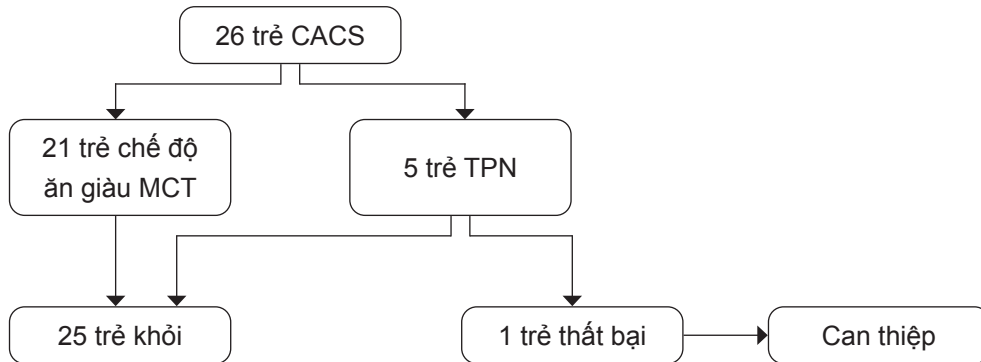 26 trẻ CACS
21 trẻ chế độ
ăn giàu MCT
5 trẻ TPN
25 trẻ khỏi
1 trẻ thất bại
Can thiệp